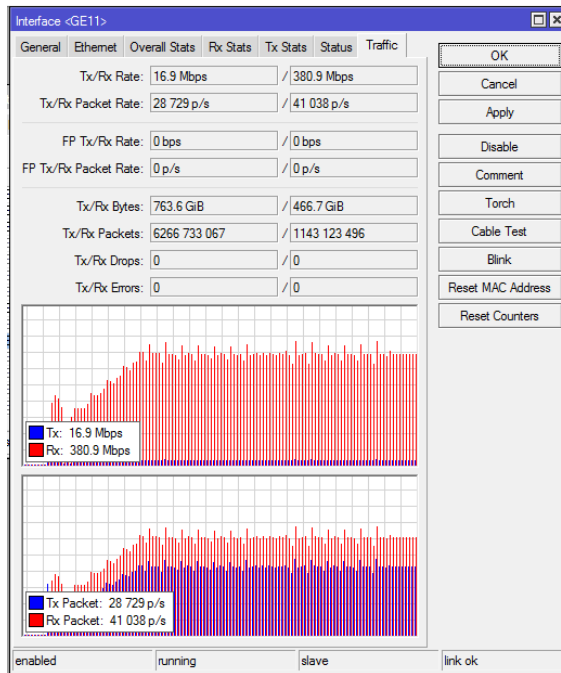 Interface <GE11>
General Ethernet Overall Stats Rx Stats Tx Stats Status Traffic
OK
Cancel
Apply
Disable
Comment
Torch
Cable Test
Blink
Reset MAC Address
Reset Counters
Tx/Rx Rate: 16.9 Mbps / 380.9 Mbps
Tx/Rx Packet Rate: 28 729 p/s / 41 038 p/s
FP Tx/Rx Rate: 0 bps / 0 bps
FP Tx/Rx Packet Rate: 0 p/s / 0 p/s
Tx/Rx Bytes: 763.6 GiB / 466.7 GiB
Tx/Rx Packets: 6266 733 067 / 1143 123 496
Tx/Rx Drops: 0 / 0
Tx/Rx Errors: 0 / 0
Tx: 16.9 Mbps
Rx: 380.9 Mbps
Tx Packet: 28 729 p/s
Rx Packet: 41 038 p/s
enabled running slave link ok